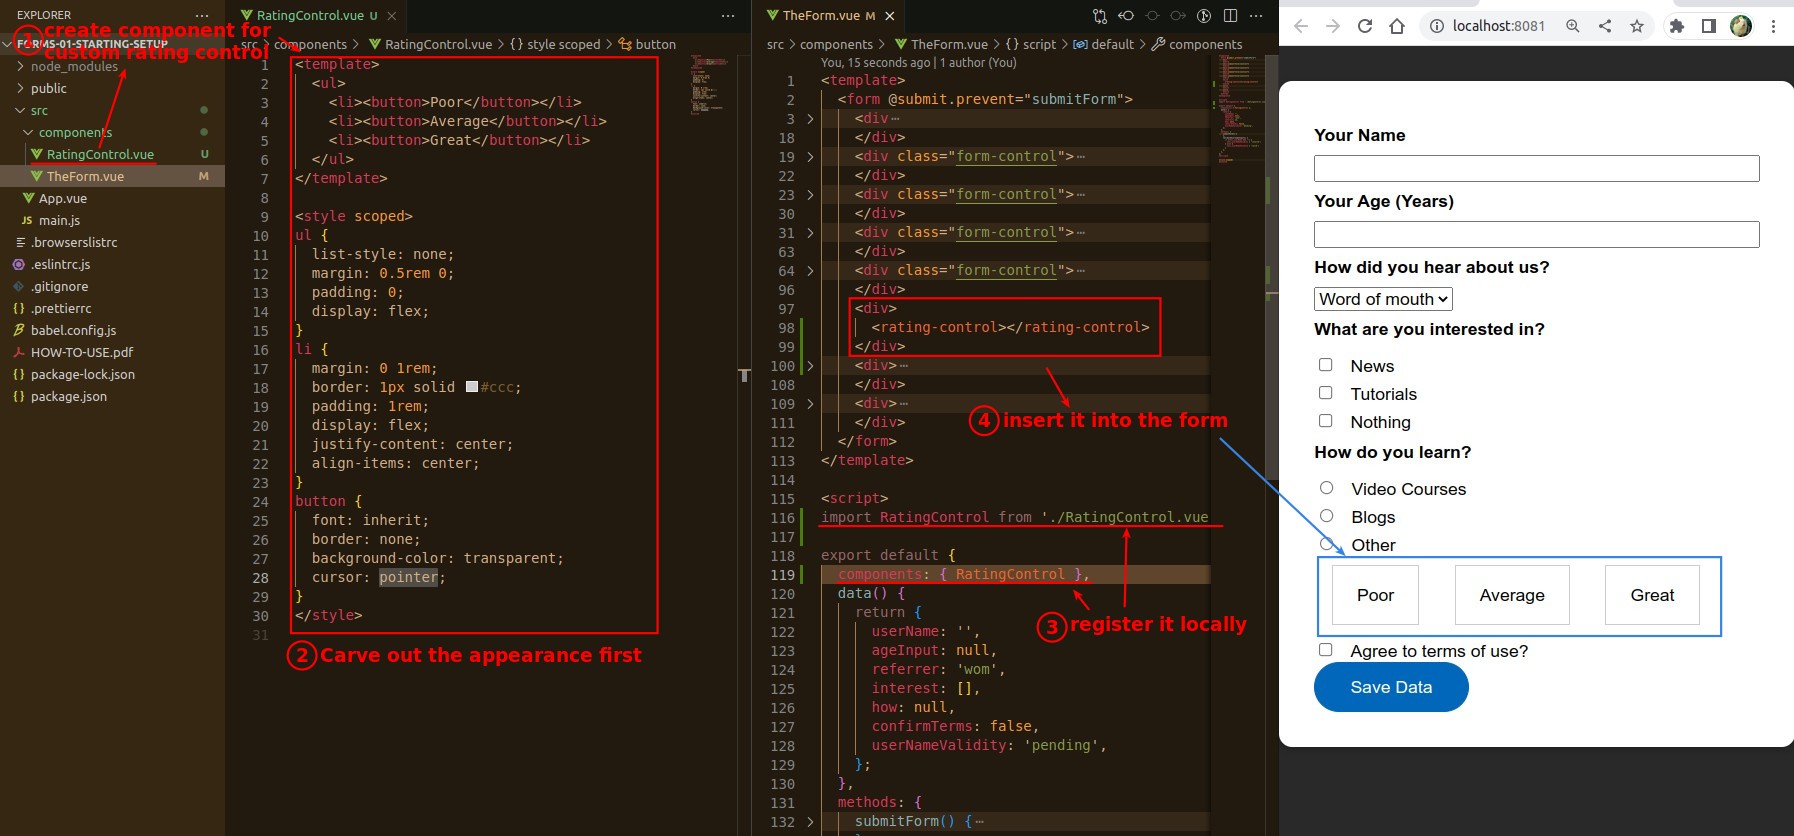 EXPLORER
FORMS-01-STARTING-SETUP
node_modules
public
src
components
RatingControl.vue U
TheForm.vue M
App.vue
JS main.js
.browserslistrc
.eslintrc.js
.gitignore
{} .prettierrc
babel.config.js
HOW-TO-USE.pdf
{} package-lock.json
{} package.json
1 create component for
custom rating control
RatingControl.vue U
src > components > RatingControl.vue > {} style scoped > button
1 <template>
2 <ul>
3 <li><button>Poor</button></li>
4 <li><button>Average</button></li>
5 <li><button>Great</button></li>
6 </ul>
7 </template>
8
9 <style scoped>
10 ul {
11 list-style: none;
12 margin: 0.5rem 0;
13 padding: 0;
14 display: flex;
15 }
16 li {
17 margin: 0 1rem;
18 border: 1px solid #ccc;
19 padding: 1rem;
20 display: flex;
21 justify-content: center;
22 align-items: center;
23 }
24 button {
25 font: inherit;
26 border: none;
27 background-color: transparent;
28 cursor: pointer;
29 }
30 </style>
31
2 Carve out the appearance first
TheForm.vue M
src > components > TheForm.vue > {} script > default > components
You, 15 seconds ago | 1 author (You)
1 <template>
2 <form @submit.prevent="submitForm">
3 <div…
18 </div>
19 <div class="form-control">…
22 </div>
23 <div class="form-control">…
30 </div>
31 <div class="form-control">…
63 </div>
64 <div class="form-control">…
96 </div>
97 <div>
98 <rating-control></rating-control>
99 </div>
100 <div>…
108 </div>
109 <div>…
111 </div>
112 </form>
113 </template>
114
115 <script>
116 import RatingControl from './RatingControl.vue
117
118 export default {
119 components: { RatingControl },
120 data() {
121 return {
122 userName: '',
123 ageInput: null,
124 referrer: 'wom',
125 interest: [],
126 how: null,
127 confirmTerms: false,
128 userNameValidity: 'pending',
129 };
130 },
131 methods: {
132 submitForm() {…
4 insert it into the form
3 register it locally
localhost:8081
Your Name
Your Age (Years)
How did you hear about us?
Word of mouth
What are you interested in?
News
Tutorials
Nothing
How do you learn?
Video Courses
Blogs
Other
Poor Average Great
Agree to terms of use?
Save Data